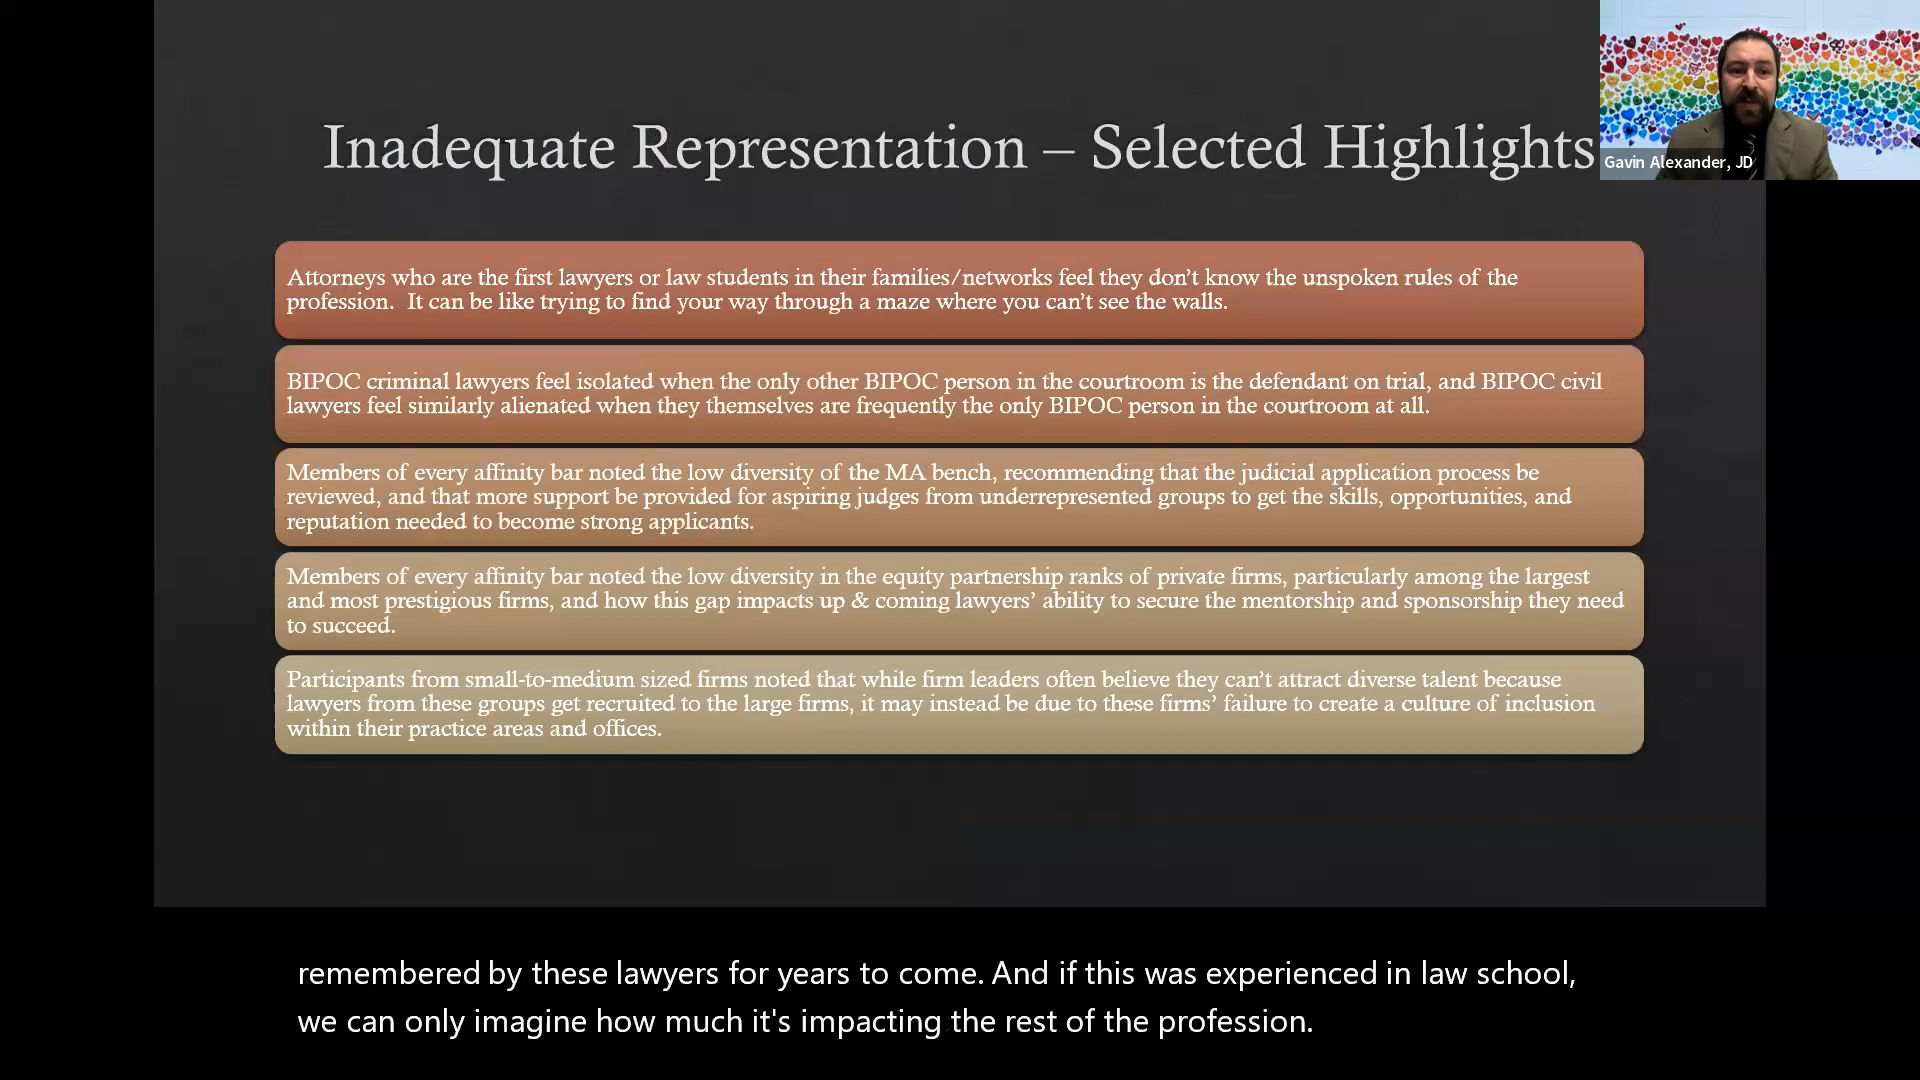 Inadequate Representation – Selected Highlights
Gavin Alexander, JD
Attorneys who are the first lawyers or law students in their families/networks feel they don’t know the unspoken rules of the
profession.  It can be like trying to find your way through a maze where you can’t see the walls.
BIPOC criminal lawyers feel isolated when the only other BIPOC person in the courtroom is the defendant on trial, and BIPOC civil
lawyers feel similarly alienated when they themselves are frequently the only BIPOC person in the courtroom at all.
Members of every affinity bar noted the low diversity of the MA bench, recommending that the judicial application process be
reviewed, and that more support be provided for aspiring judges from underrepresented groups to get the skills, opportunities, and
reputation needed to become strong applicants.
Members of every affinity bar noted the low diversity in the equity partnership ranks of private firms, particularly among the largest
and most prestigious firms, and how this gap impacts up & coming lawyers’ ability to secure the mentorship and sponsorship they need
to succeed.
Participants from small-to-medium sized firms noted that while firm leaders often believe they can’t attract diverse talent because
lawyers from these groups get recruited to the large firms, it may instead be due to these firms’ failure to create a culture of inclusion
within their practice areas and offices.
remembered by these lawyers for years to come. And if this was experienced in law school,
we can only imagine how much it's impacting the rest of the profession.